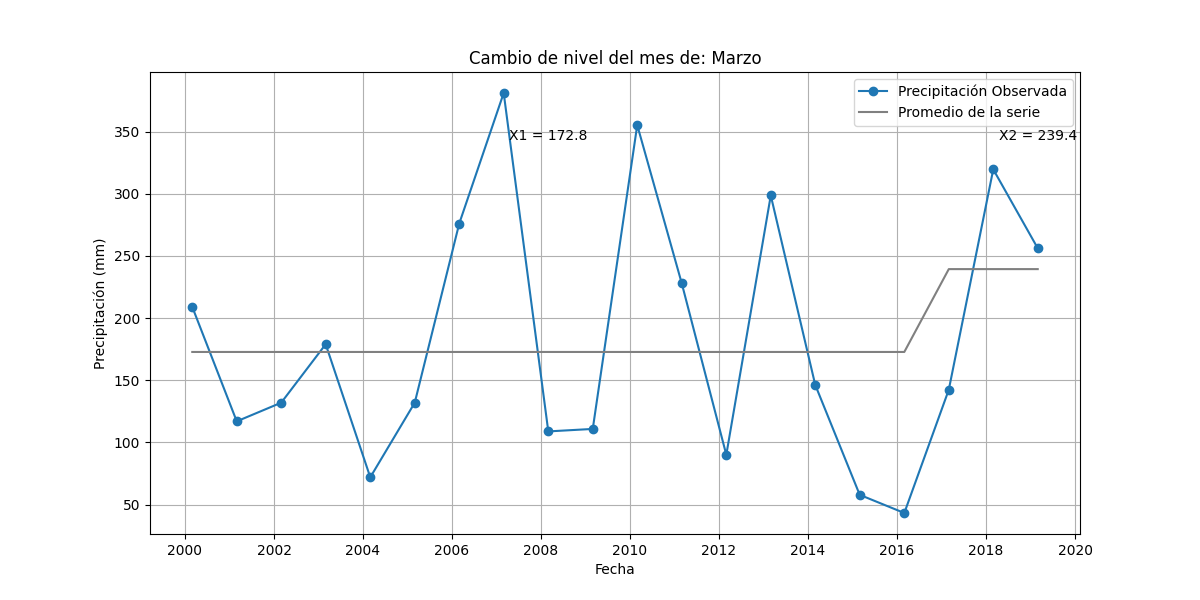 Cambio de nivel del mes de: Marzo
Precipitación Observada
Promedio de la serie
X1 = 172.8
X2 = 239.4
Precipitación (mm)
350
300
250
200
150
100
50
2000 2002 2004 2006 2008 2010 2012 2014 2016 2018 2020
Fecha